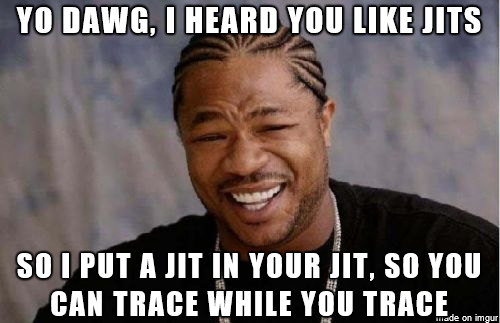 YO DAWG, I HEARD YOU LIKE JITS
SO I PUT A JIT IN YOUR JIT, SO YOU
CAN TRACE WHILE YOU TRACE
made on imgur